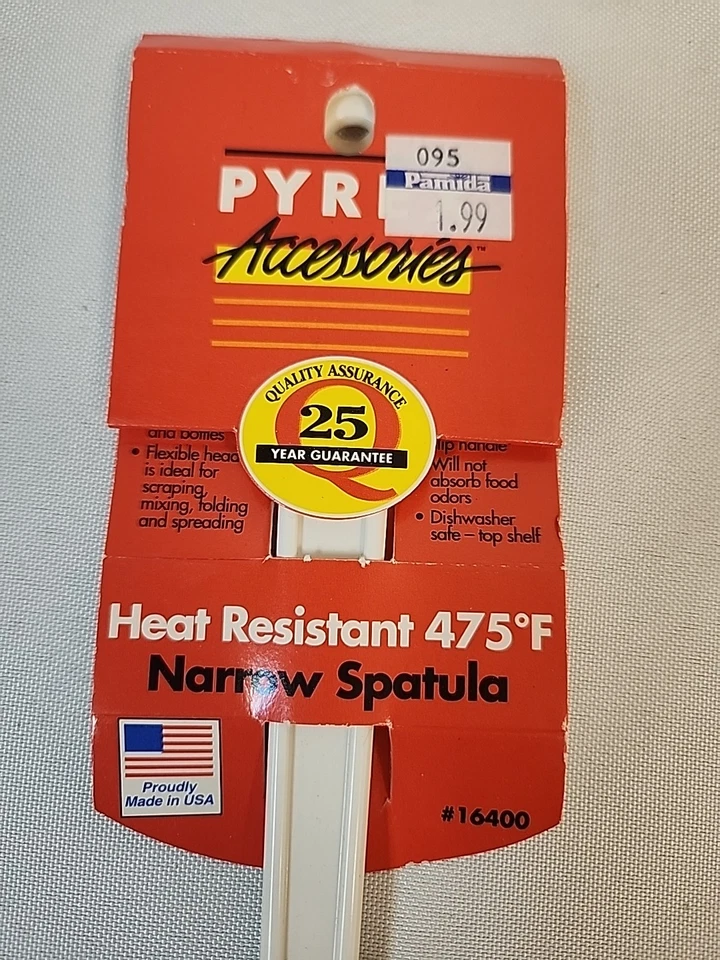 095
Pamida
1.99
PYR
Accessories™
QUALITY ASSURANCE
25
YEAR GUARANTEE
and bottles
• Flexible head
is ideal for
scraping,
mixing, folding
and spreading
handle
Will not
absorb food
odors
• Dishwasher
safe – top shelf
Heat Resistant 475°F
Narrow Spatula
Proudly
Made in USA
#16400